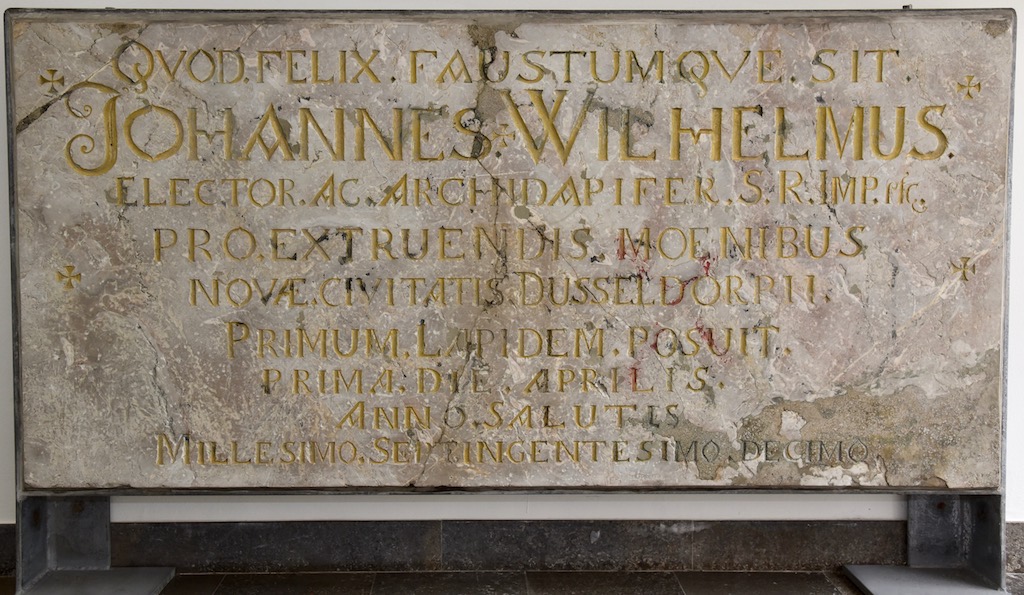 QVOD.FELIX.FAUSTUMQVE.SIT.
JOHANNES.WILHELMUS.
ELECTOR.AC.ARCHIDAPIFER.S.R.IMP.etc.
PRO.EXTRUENDIS.MOENIBUS
NOVÆ.CIVITATIS.DUSSELDORPII.
PRIMUM.LAPIDEM.POSUIT.
PRIMA.DIE.APRILIS.
ANNO.SALUTIS
MILLESIMO.SEPTINGENTESIMO.DECIMO.